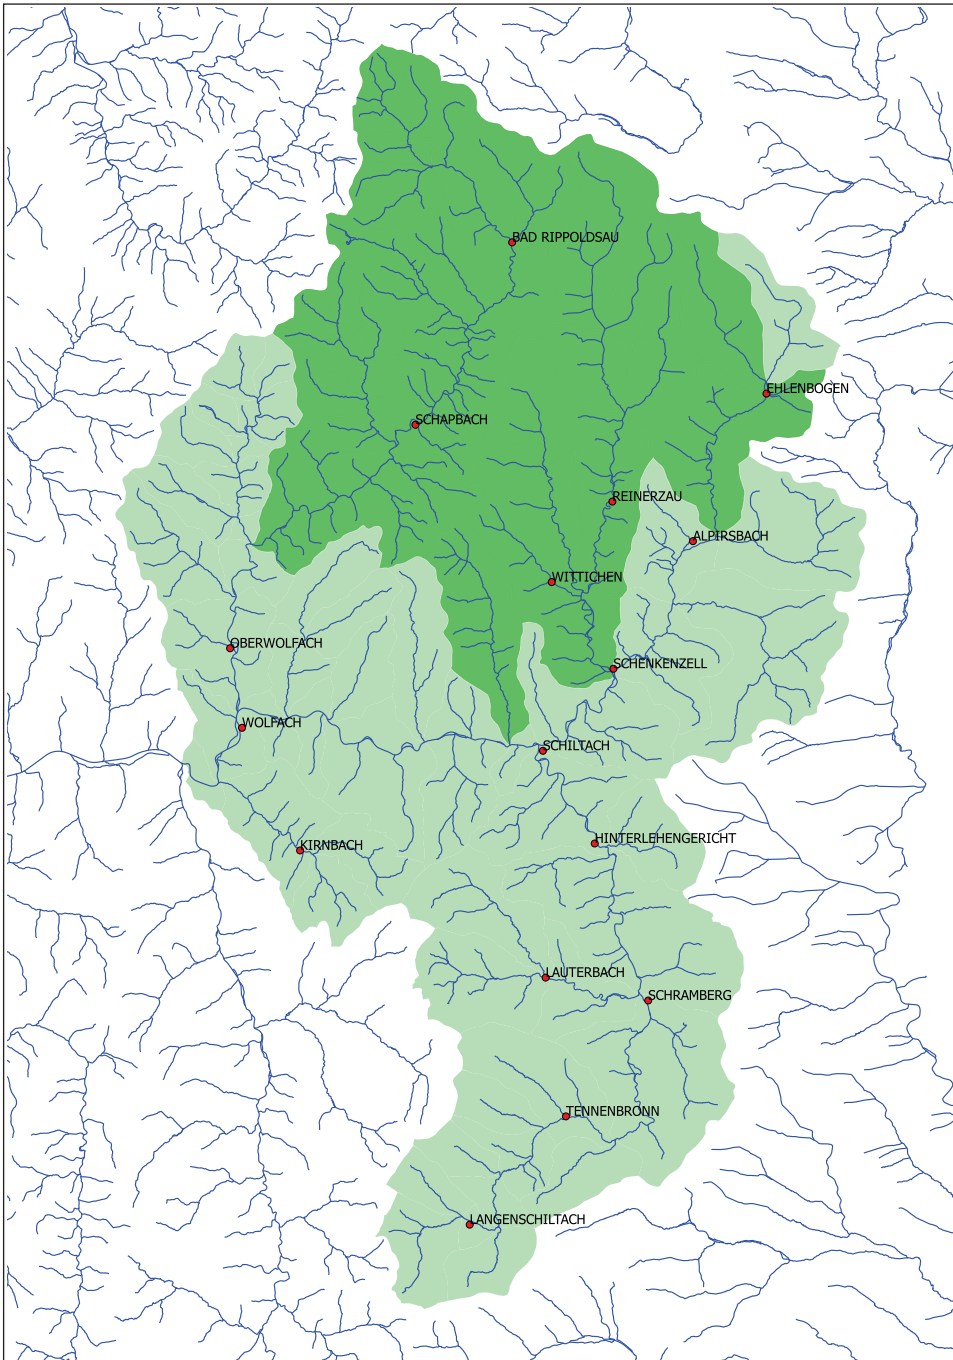 BAD RIPPOLDSAU
EHLENBOGEN
SCHAPBACH
REINERZAU
ALPIRSBACH
WITTICHEN
OBERWOLFACH
SCHENKENZELL
WOLFACH
SCHILTACH
HINTERLEHENGERICHT
KIRNBACH
LAUTERBACH
SCHRAMBERG
TENNENBRONN
LANGENSCHILTACH